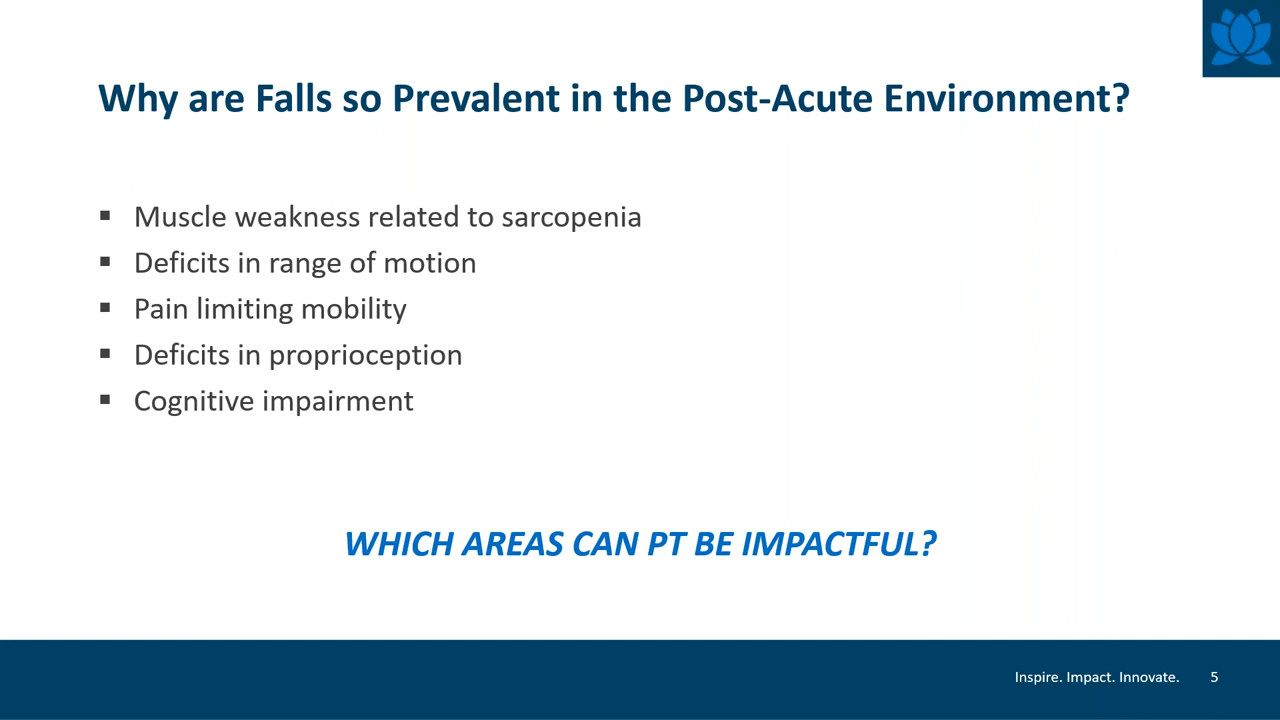 Why are Falls so Prevalent in the Post-Acute Environment?
▪ Muscle weakness related to sarcopenia
▪ Deficits in range of motion
▪ Pain limiting mobility
▪ Deficits in proprioception
▪ Cognitive impairment
WHICH AREAS CAN PT BE IMPACTFUL?
Inspire. Impact. Innovate. 5